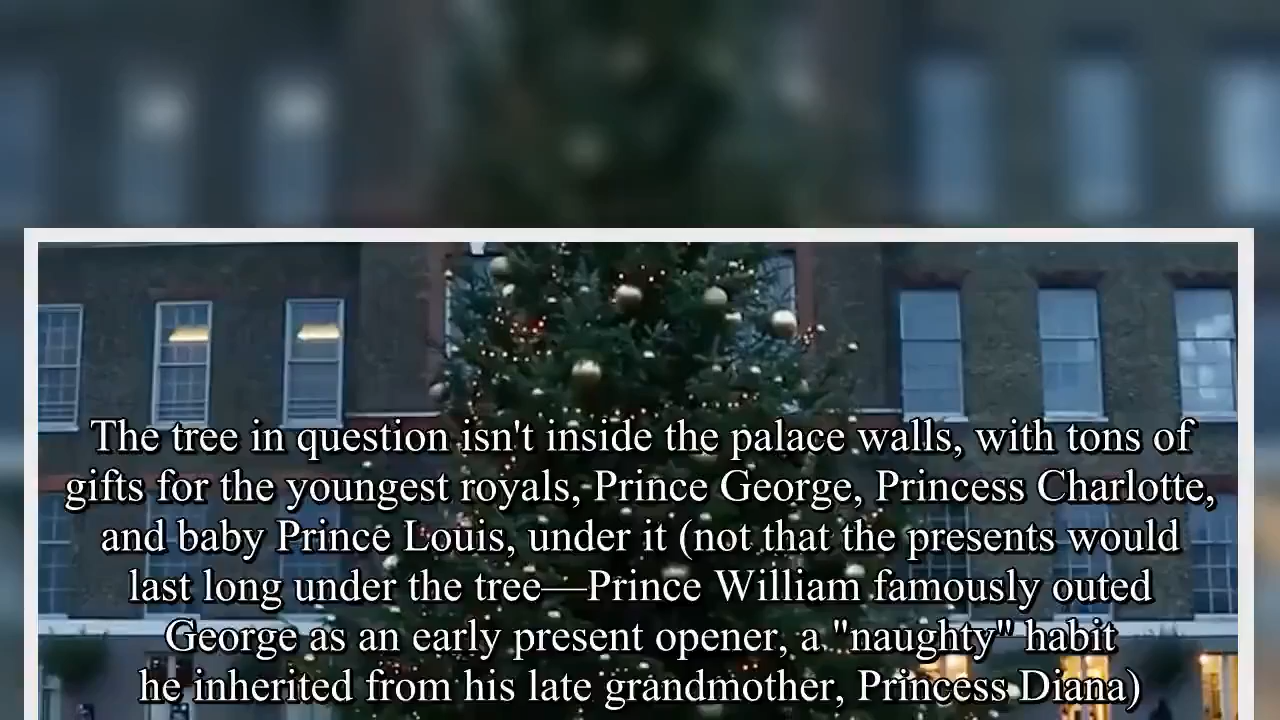 The tree in question isn't inside the palace walls, with tons of
gifts for the youngest royals, Prince George, Princess Charlotte,
and baby Prince Louis, under it (not that the presents would
last long under the tree—Prince William famously outed
George as an early present opener, a "naughty" habit
he inherited from his late grandmother, Princess Diana)